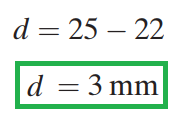 d = 25 – 22
d = 3 mm